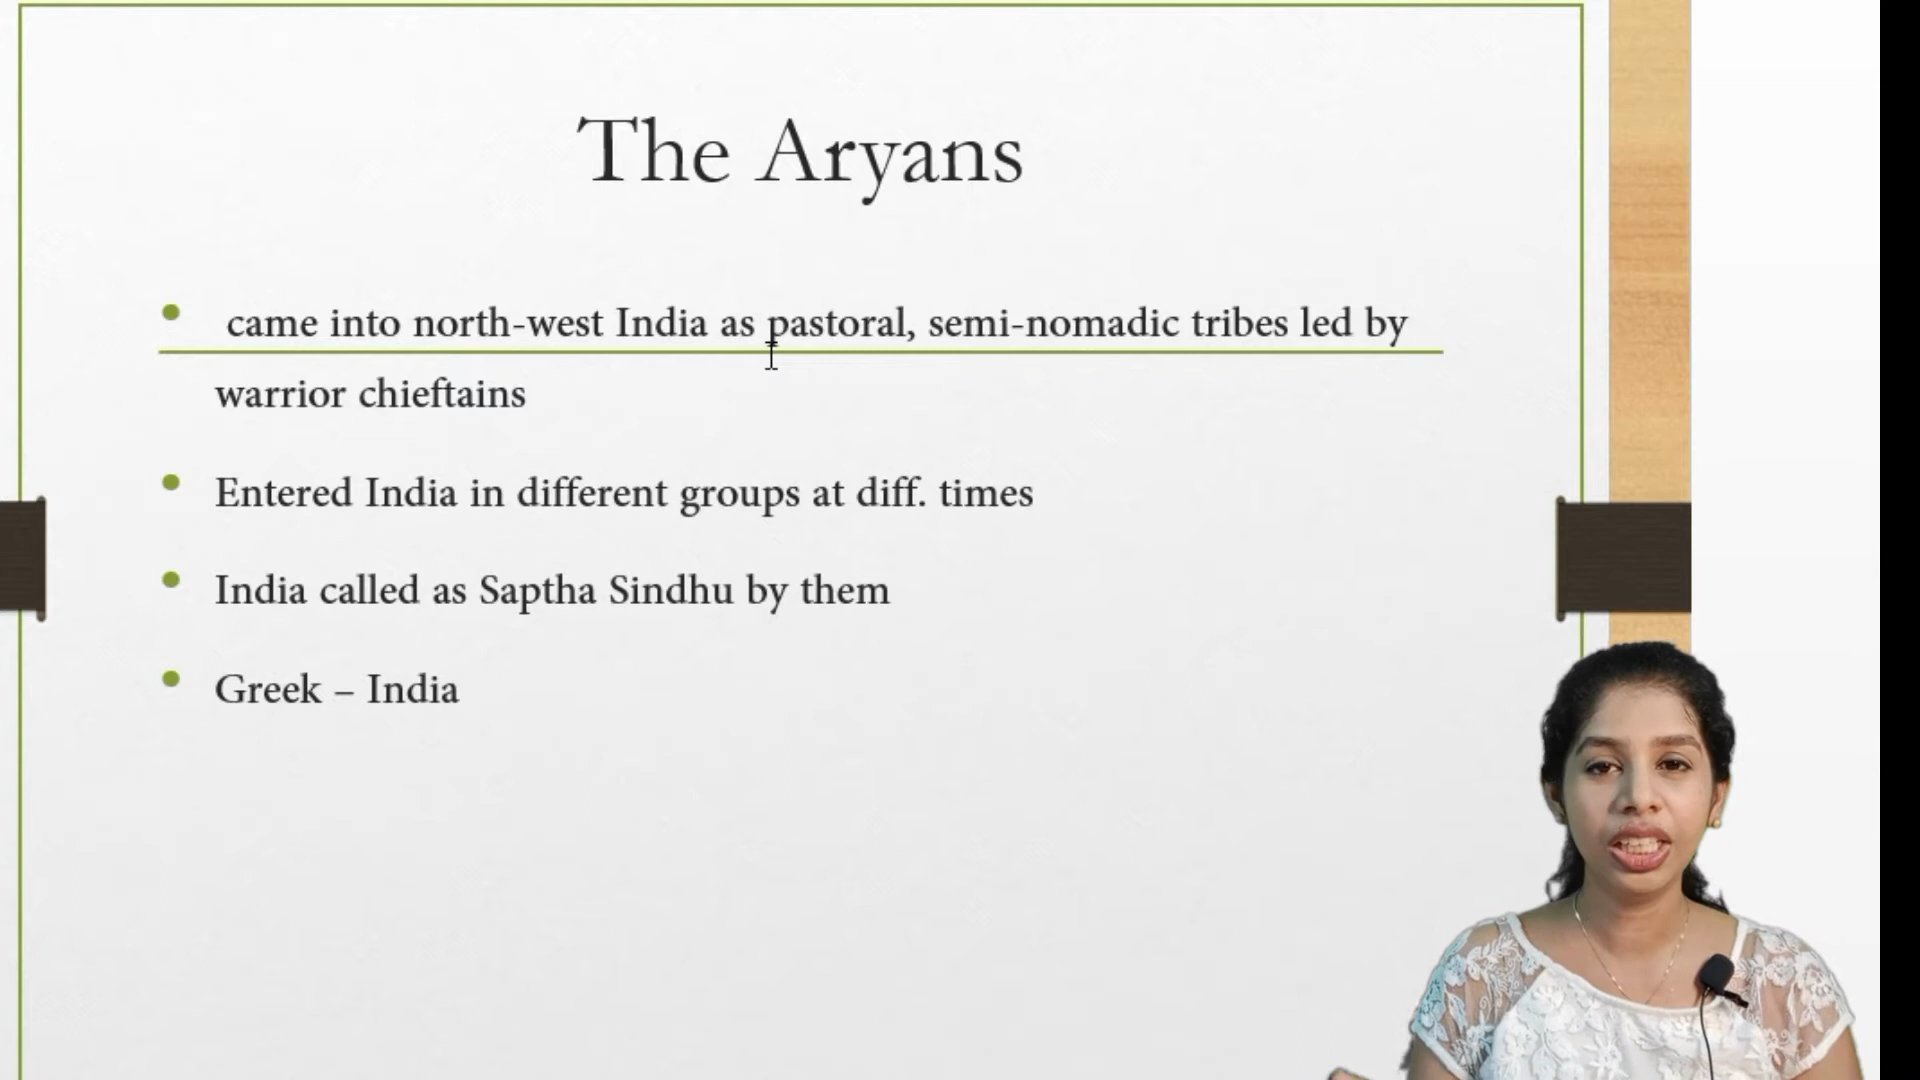 The Aryans
• came into north-west India as pastoral, semi-nomadic tribes led by
warrior chieftains
• Entered India in different groups at diff. times
• India called as Saptha Sindhu by them
• Greek – India